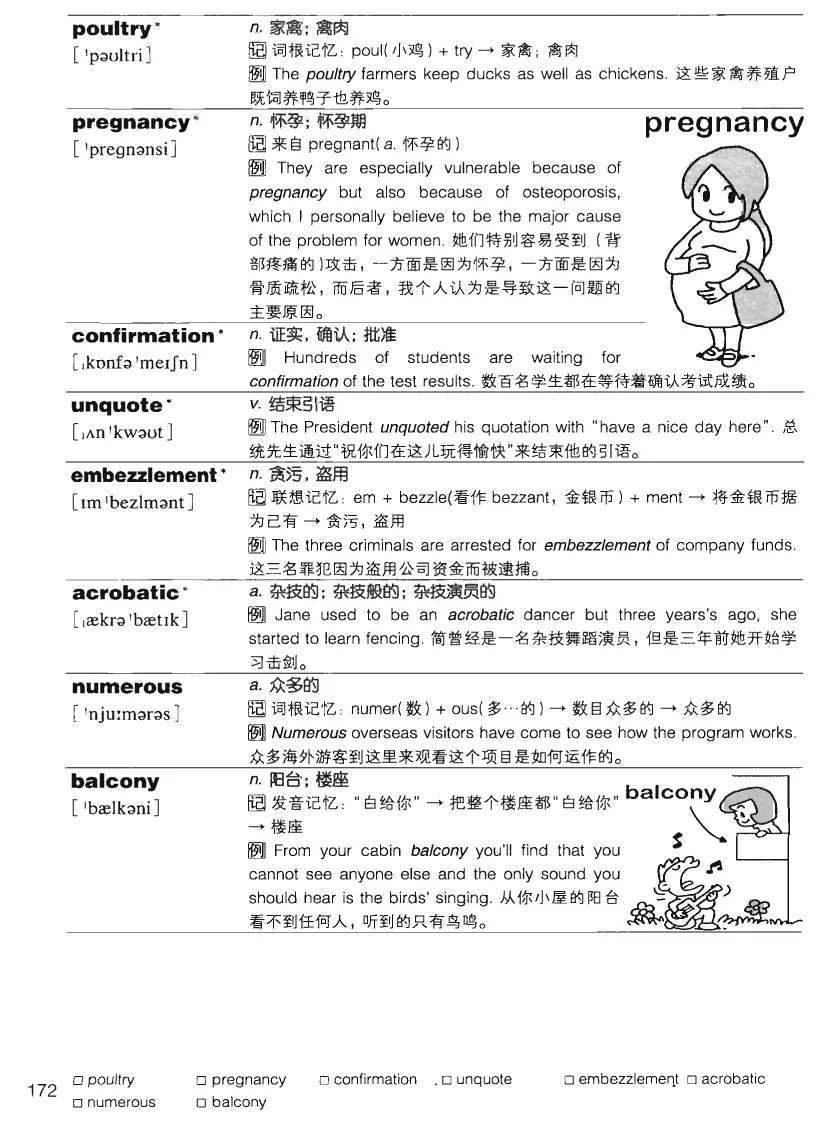 poultry*
n. 家禽；禽肉
[ˈpəʊltri]
记 词根记忆：poul(小鸡) + try → 家禽；禽肉
例 The poultry farmers keep ducks as well as chickens. 这些家禽养殖户
既饲养鸭子也养鸡。
pregnancy*
n. 怀孕；怀孕期
[ˈpreɡnənsi]
记 来自 pregnant(a. 怀孕的)
例 They are especially vulnerable because of
pregnancy but also because of osteoporosis,
which I personally believe to be the major cause
of the problem for women. 她们特别容易受到（背
部疼痛的)攻击，一方面是因为怀孕，一方面是因为
骨质疏松，而后者，我个人认为是导致这一问题的
主要原因。
pregnancy
confirmation*
n. 证实，确认；批准
[ˌkɒnfəˈmeɪʃn]
例 Hundreds of students are waiting for
confirmation of the test results. 数百名学生都在等待着确认考试成绩。
unquote*
v. 结束引语
[ˌʌnˈkwəʊt]
例 The President unquoted his quotation with "have a nice day here". 总
统先生通过“祝你们在这儿玩得愉快”来结束他的引语。
embezzlement*
n. 贪污，盗用
[ɪmˈbezlmənt]
记 联想记忆：em + bezzle(看作 bezzant，金银币) + ment → 将金银币据
为己有 → 贪污，盗用
例 The three criminals are arrested for embezzlement of company funds.
这三名罪犯因为盗用公司资金而被逮捕。
acrobatic*
a. 杂技的；杂技般的；杂技演员的
[ˌækrəˈbætɪk]
例 Jane used to be an acrobatic dancer but three years's ago, she
started to learn fencing. 简曾经是一名杂技舞蹈演员，但是三年前她开始学
习击剑。
numerous
a. 众多的
[ˈnjuːmərəs]
记 词根记忆：numer(数) + ous(多…的) → 数目众多的 → 众多的
例 Numerous overseas visitors have come to see how the program works.
众多海外游客到这里来观看这个项目是如何运作的。
balcony
n. 阳台；楼座
[ˈbælkəni]
记 发音记忆：“白给你” → 把整个楼座都“白给你”
→ 楼座
例 From your cabin balcony you'll find that you
cannot see anyone else and the only sound you
should hear is the birds' singing. 从你小屋的阳台
看不到任何人，听到的只有鸟鸣。
balcony
172
□ poultry □ pregnancy □ confirmation □ unquote □ embezzlement □ acrobatic
□ numerous □ balcony